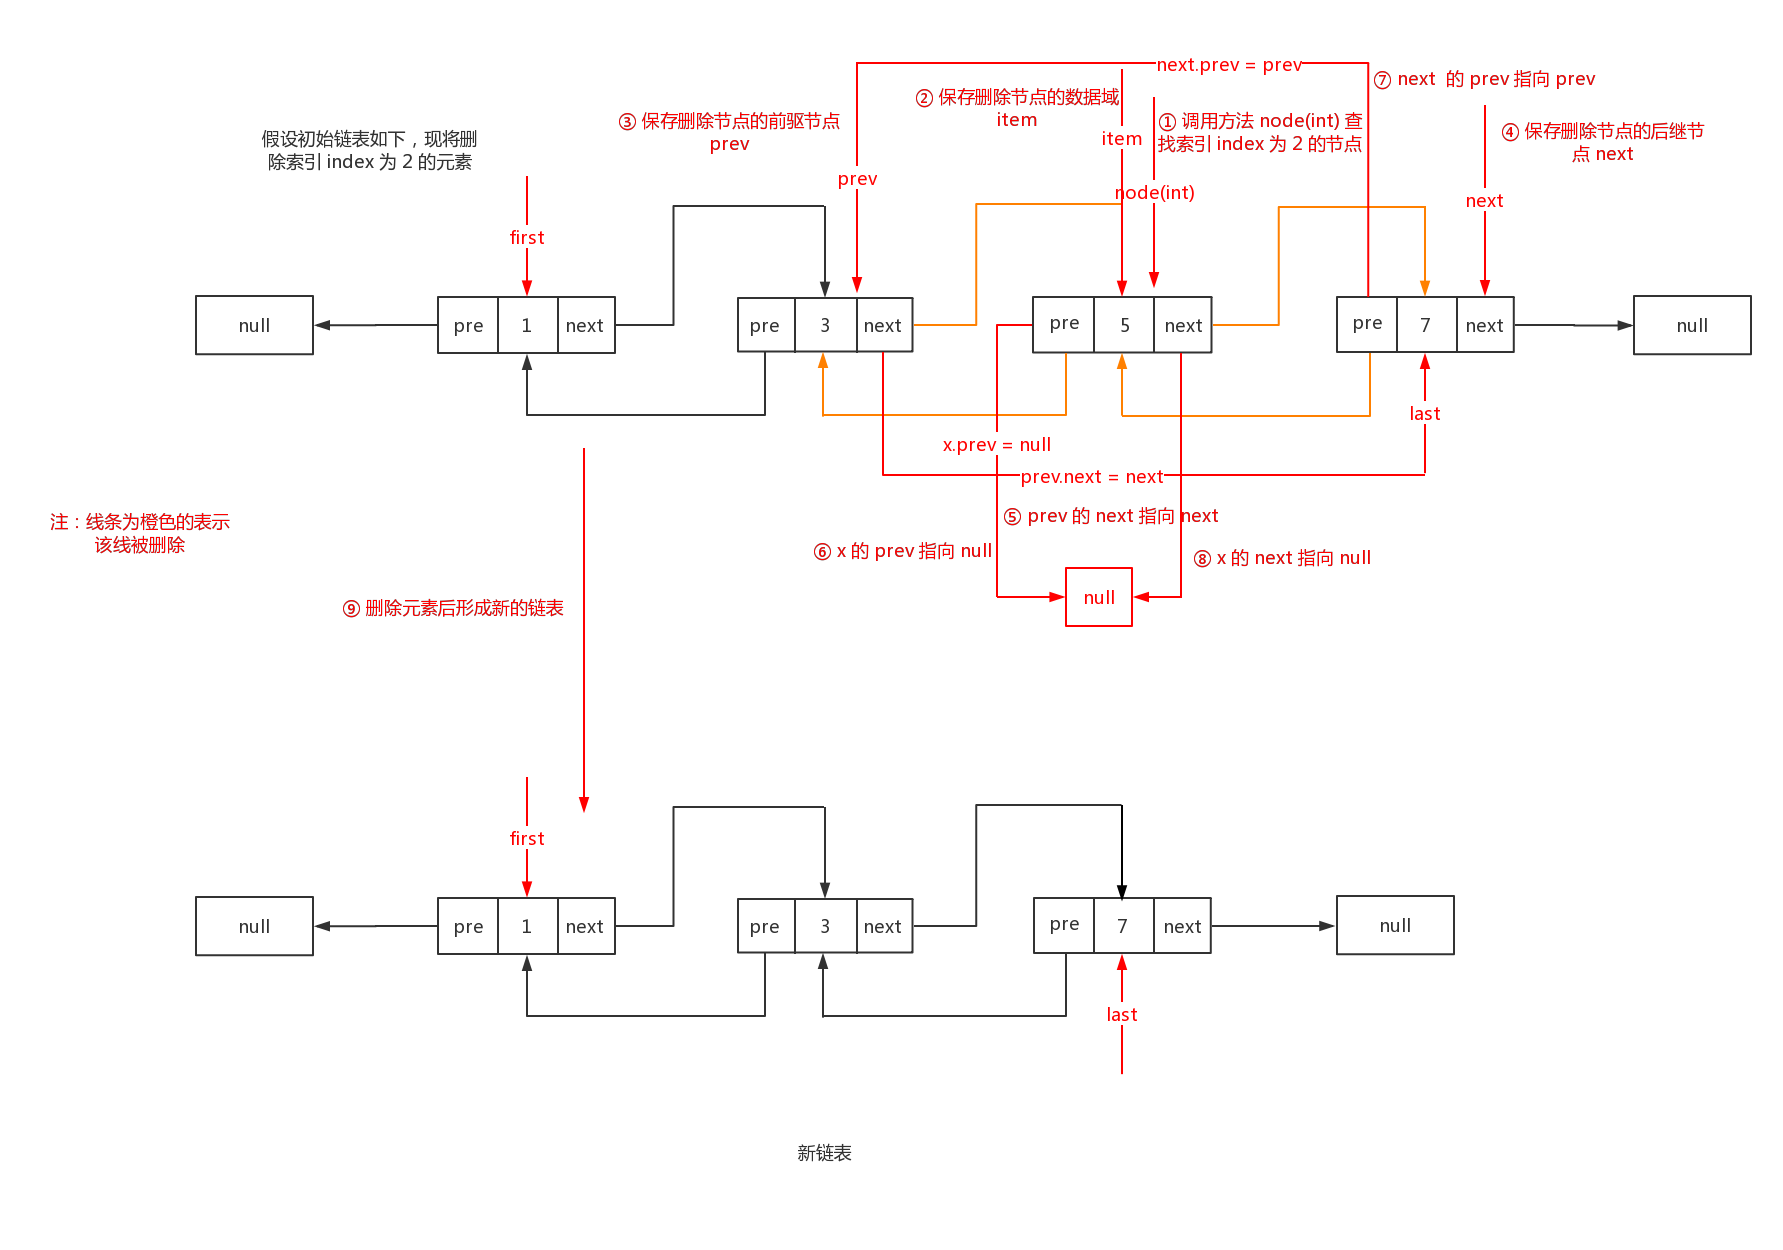 next.prev = prev
⑦ next 的 prev 指向 prev
② 保存删除节点的数据域
item
③ 保存删除节点的前驱节点
prev
假设初始链表如下，现将删
除索引 index 为 2 的元素
item
① 调用方法 node(int) 查
找索引 index 为 2 的节点
④ 保存删除节点的后继节
点 next
prev
node(int)
next
first
null
pre 1 next
pre 3 next
pre 5 next
pre 7 next
null
last
x.prev = null
prev.next = next
⑤ prev 的 next 指向 next
注：线条为橙色的表示
该线被删除
⑥ x 的 prev 指向 null
⑧ x 的 next 指向 null
null
⑨ 删除元素后形成新的链表
first
null
pre 1 next
pre 3 next
pre 7 next
null
last
新链表